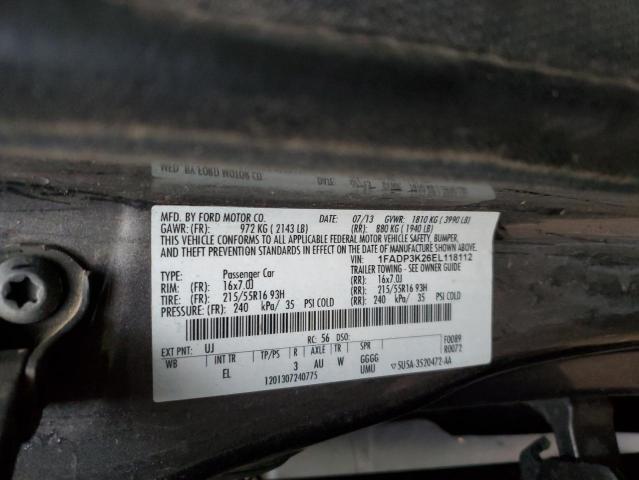 MFD. BY FORD MOTOR CO.
DATE: 07/13 GVWR: 1810 KG ( 3990 LB)
GAWR: (FR): 972 KG ( 2143 LB) (RR): 880 KG ( 1940 LB)
THIS VEHICLE CONFORMS TO ALL APPLICABLE FEDERAL MOTOR VEHICLE SAFETY, BUMPER,
AND THEFT PREVENTION STANDARDS IN EFFECT ON THE DATE OF MANUFACTURE SHOWN ABOVE.
VIN: 1FADP3K26EL118112
TYPE: Passenger Car TRAILER TOWING - SEE OWNER GUIDE
RIM: (FR): 16x7.0J (RR): 16x7.0J
TIRE: (FR): 215/55R16 93H (RR): 215/55R16 93H
PRESSURE: (FR): 240 kPa/ 35 PSI COLD (RR): 240 kPa/ 35 PSI COLD
EXT PNT: UJ RC: 56 DSO: F0089
R0072
WB INT TR TP/PS R AXLE TR SPR
EL 3 AU W GGGG
UMU
1201307240775
5U5A-3520472-AA